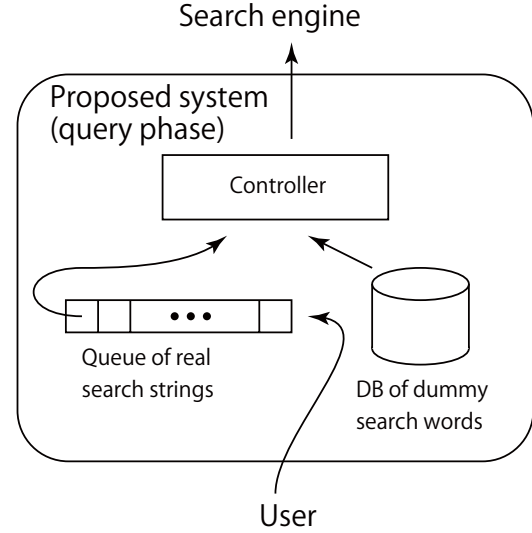 Search engine
Proposed system
(query phase)
Controller
Queue of real
search strings
DB of dummy
search words
User